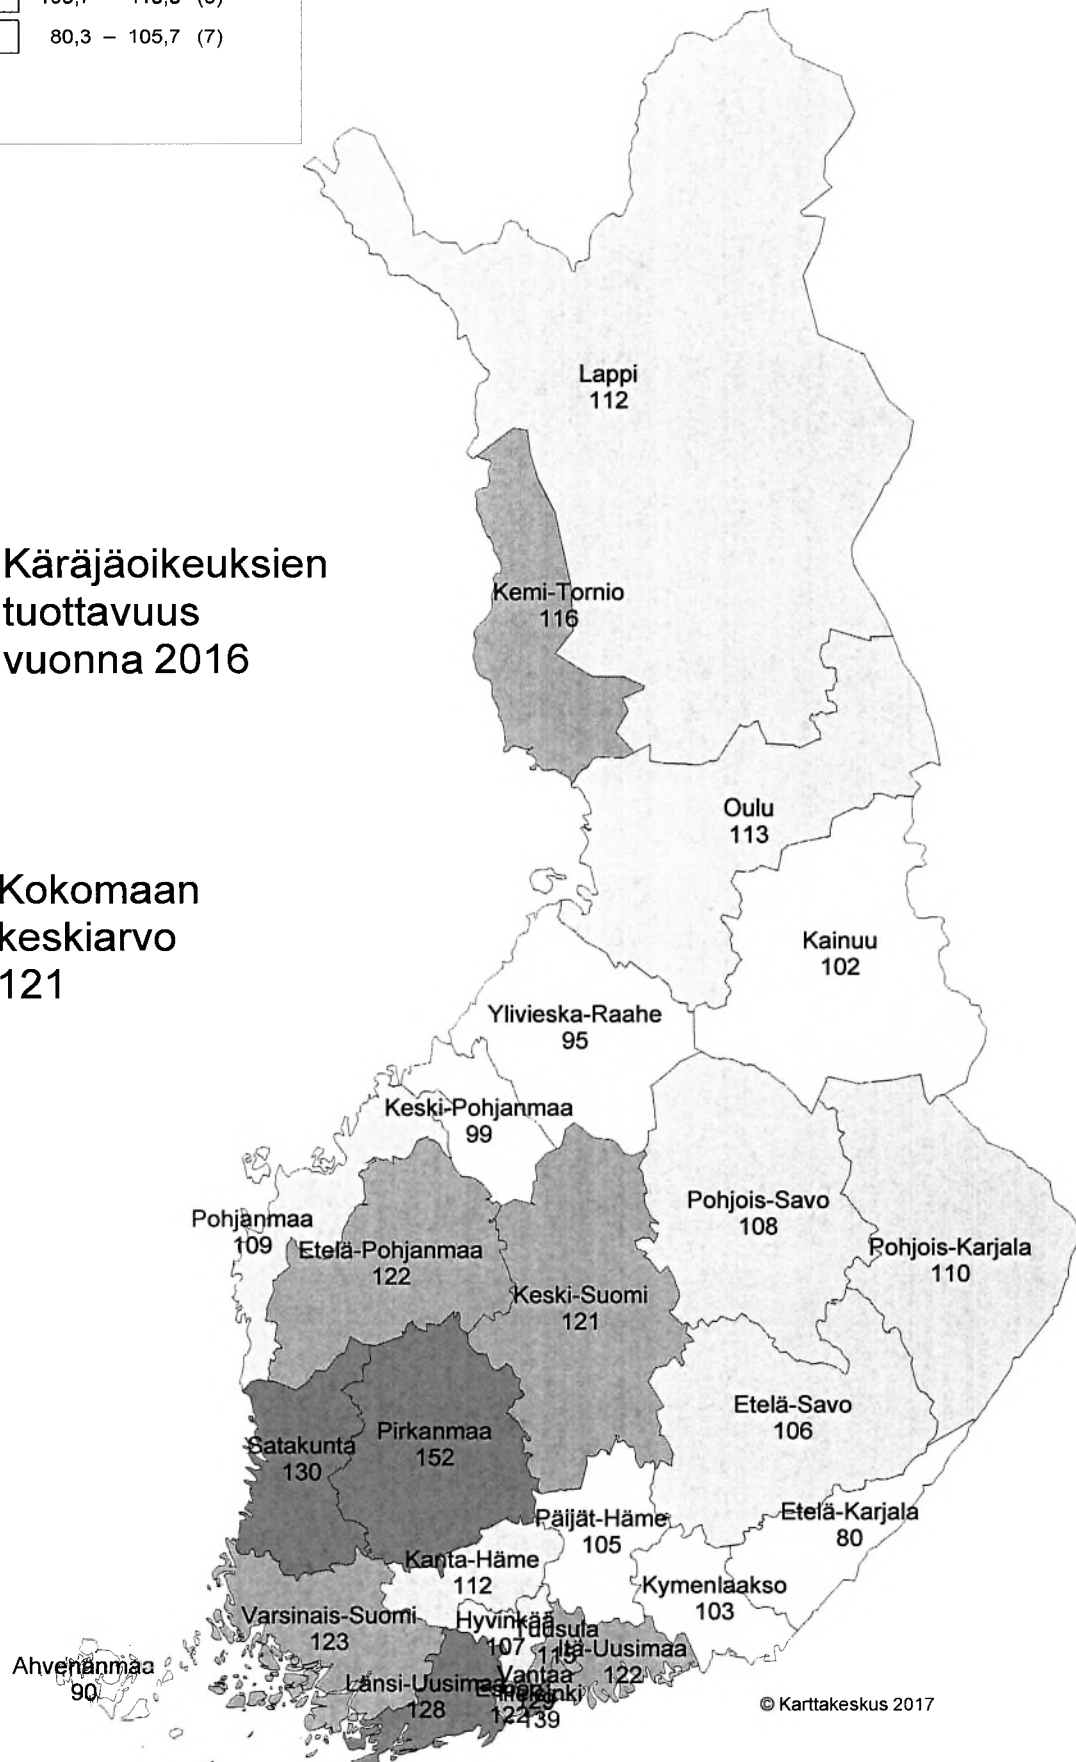 80,3 – 105,7 (7)
Lappi
112
Käräjäoikeuksien
tuottavuus
vuonna 2016
Kemi-Tornio
116
Oulu
113
Kokomaan
keskiarvo
121
Kainuu
102
Ylivieska-Raahe
95
Keski-Pohjanmaa
99
Pohjois-Savo
108
Pohjanmaa
109
Etelä-Pohjanmaa
122
Pohjois-Karjala
110
Keski-Suomi
121
Etelä-Savo
106
Pirkanmaa
152
Satakunta
130
Etelä-Karjala
80
Päijät-Häme
105
Kanta-Häme
112
Kymenlaakso
103
Varsinais-Suomi
123
Hyvinkää
107
Tuusula
115
Itä-Uusimaa
122
Ahvenanmaa
90
Vantaa
Länsi-Uusimaa
128
122
139
© Karttakeskus 2017